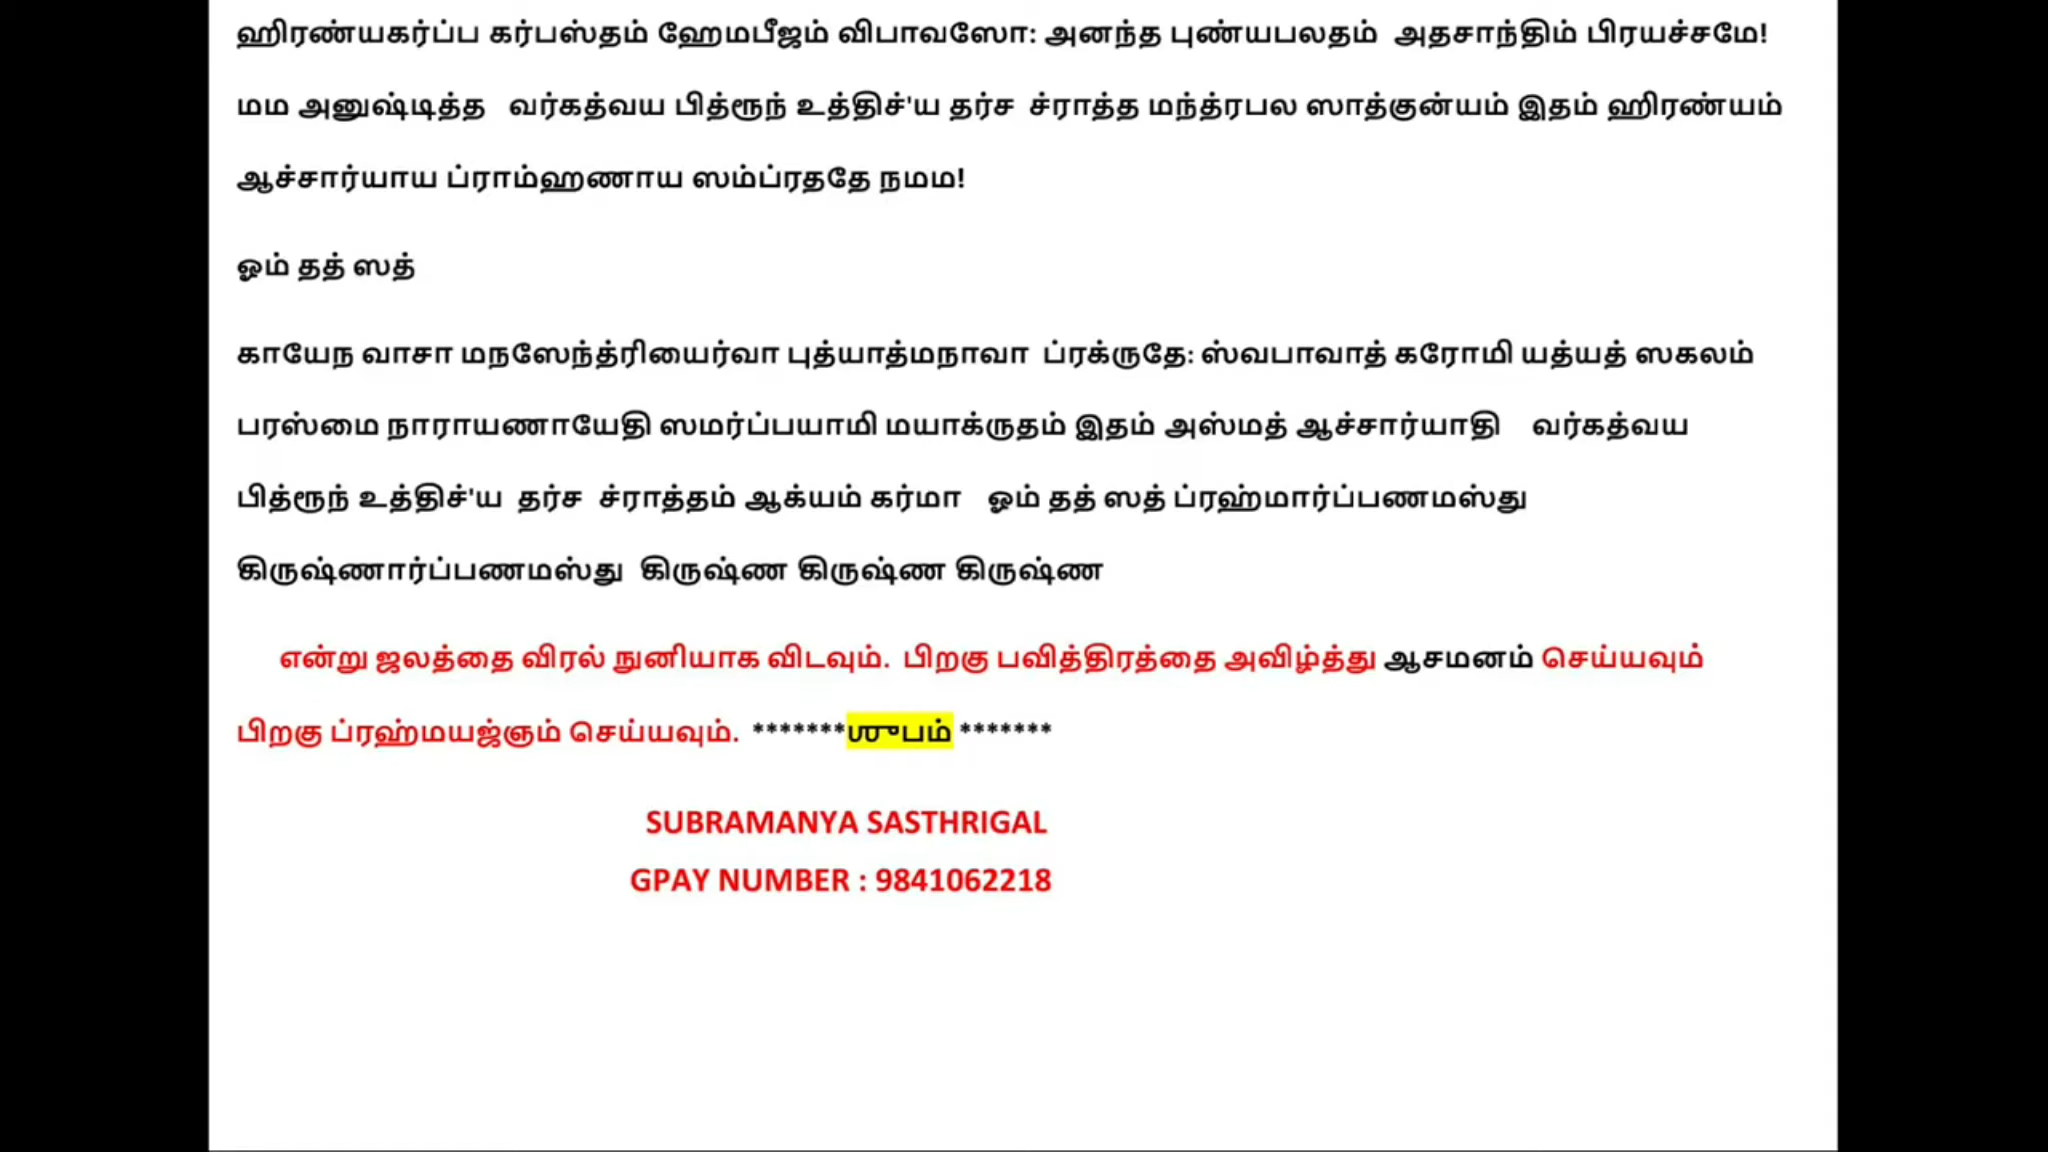 ஹிரண்யகர்ப்ப கர்பஸ்தம் ஹேமபீஜம் விபாவஸோ: அனந்த புண்யபலதம் அதசாந்திம் பிரயச்சமே!
மம அனுஷ்டித்த வர்கத்வய பித்ரூந் உத்திச்'ய தர்ச ச்ராத்த மந்த்ரபல ஸாத்குன்யம் இதம் ஹிரண்யம்
ஆச்சார்யாய ப்ராம்ஹணாய ஸம்ப்ரததே நமம!
ஓம் தத் ஸத்
காயேந வாசா மநஸேந்த்ரியைர்வா புத்யாத்மநாவா ப்ரக்ருதே: ஸ்வபாவாத் கரோமி யத்யத் ஸகலம்
பரஸ்மை நாராயணாயேதி ஸமர்ப்பயாமி மயாக்ருதம் இதம் அஸ்மத் ஆச்சார்யாதி வர்கத்வய
பித்ரூந் உத்திச்'ய தர்ச ச்ராத்தம் ஆக்யம் கர்மா ஓம் தத் ஸத் ப்ரஹ்மார்ப்பணமஸ்து
கிருஷ்ணார்ப்பணமஸ்து கிருஷ்ண கிருஷ்ண கிருஷ்ண
என்று ஜலத்தை விரல் நுனியாக விடவும். பிறகு பவித்திரத்தை அவிழ்த்து ஆசமனம் செய்யவும்
பிறகு ப்ரஹ்மயஜ்ஞம் செய்யவும். *******ஶுபம் *******
SUBRAMANYA SASTHRIGAL
GPAY NUMBER : 9841062218